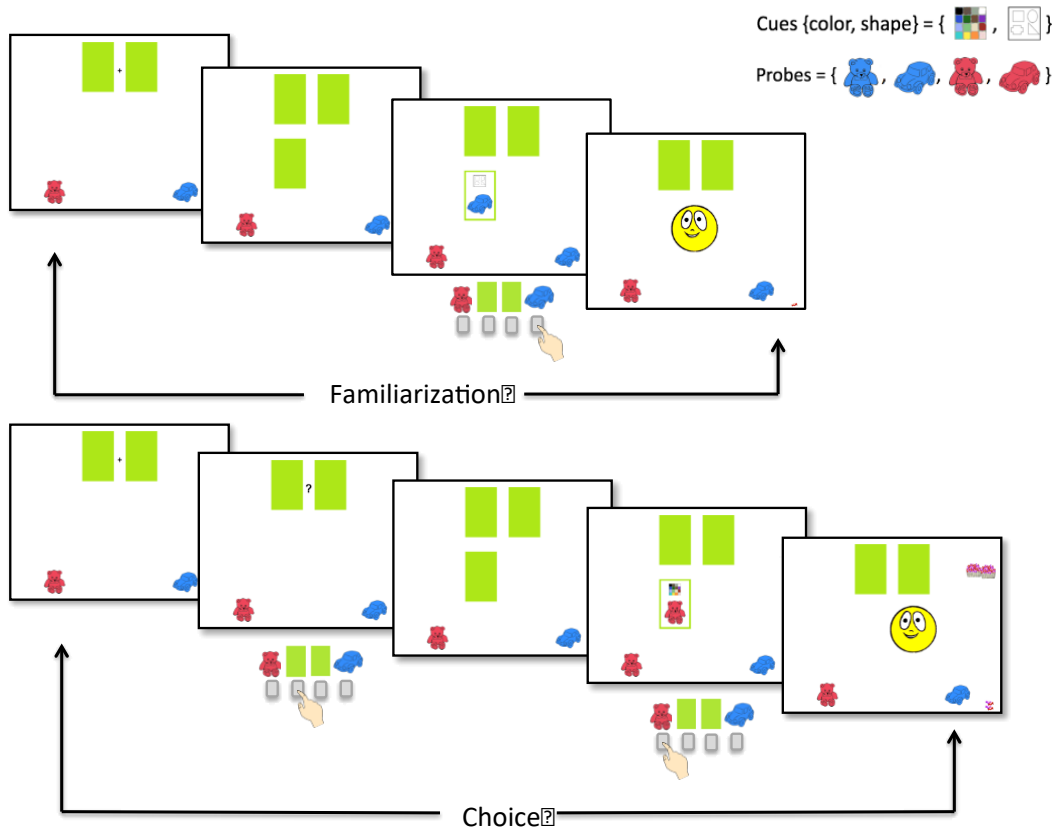 Cues {color, shape} = { , }
Probes = { , , , }
+
Familiarization
+
?
Choice